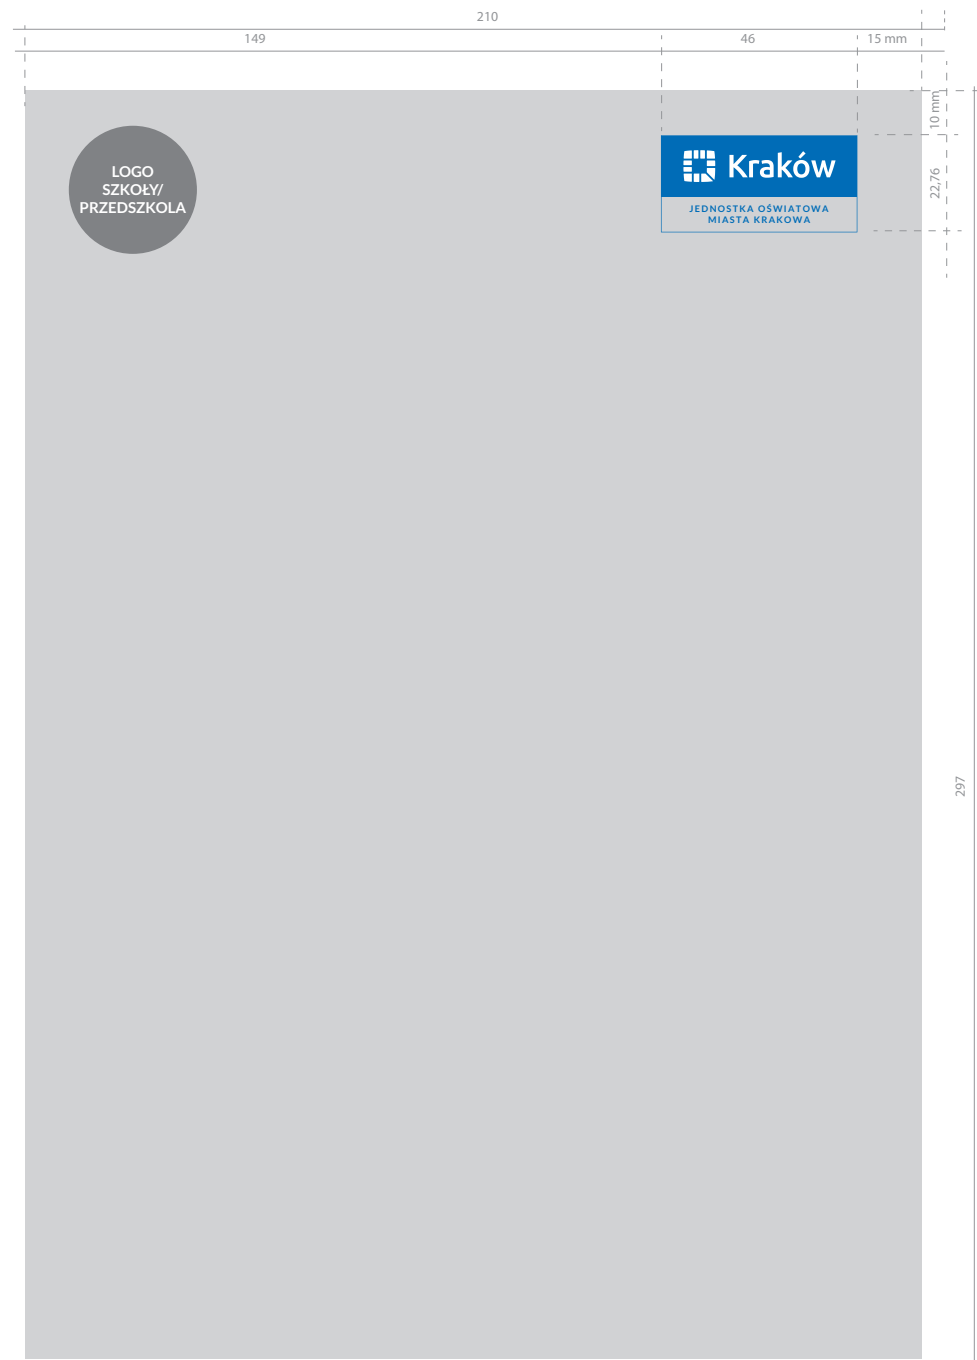 210
149
46
15 mm
10 mm
22,76
LOGO
SZKOŁY/
PRZEDSZKOLA
Kraków
JEDNOSTKA OŚWIATOWA
MIASTA KRAKOWA
297